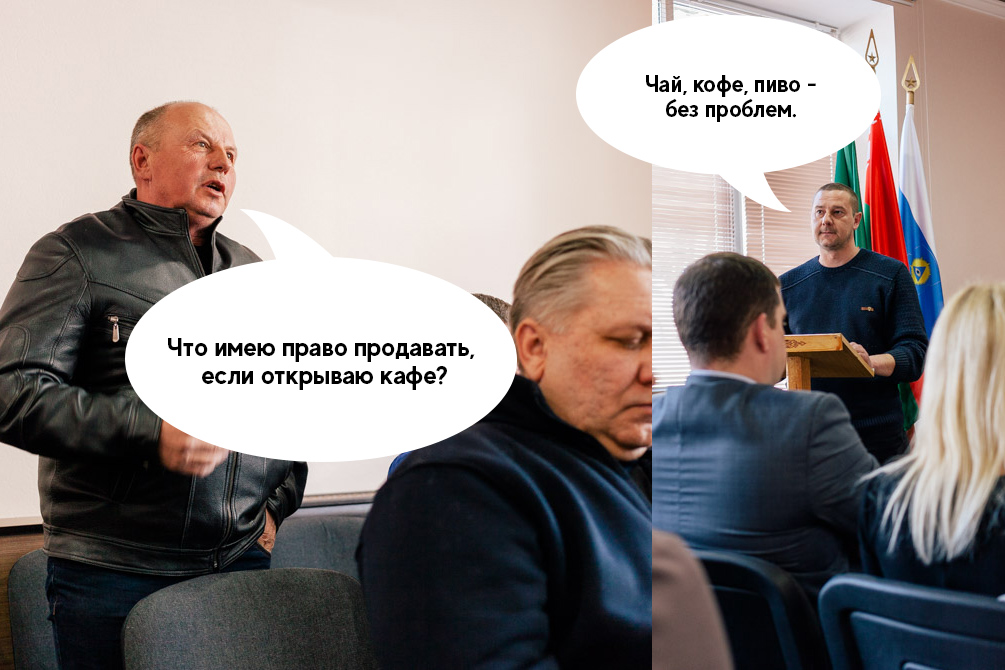 Что имею право продавать,
если открываю кафе?
Чай, кофе, пиво -
без проблем.